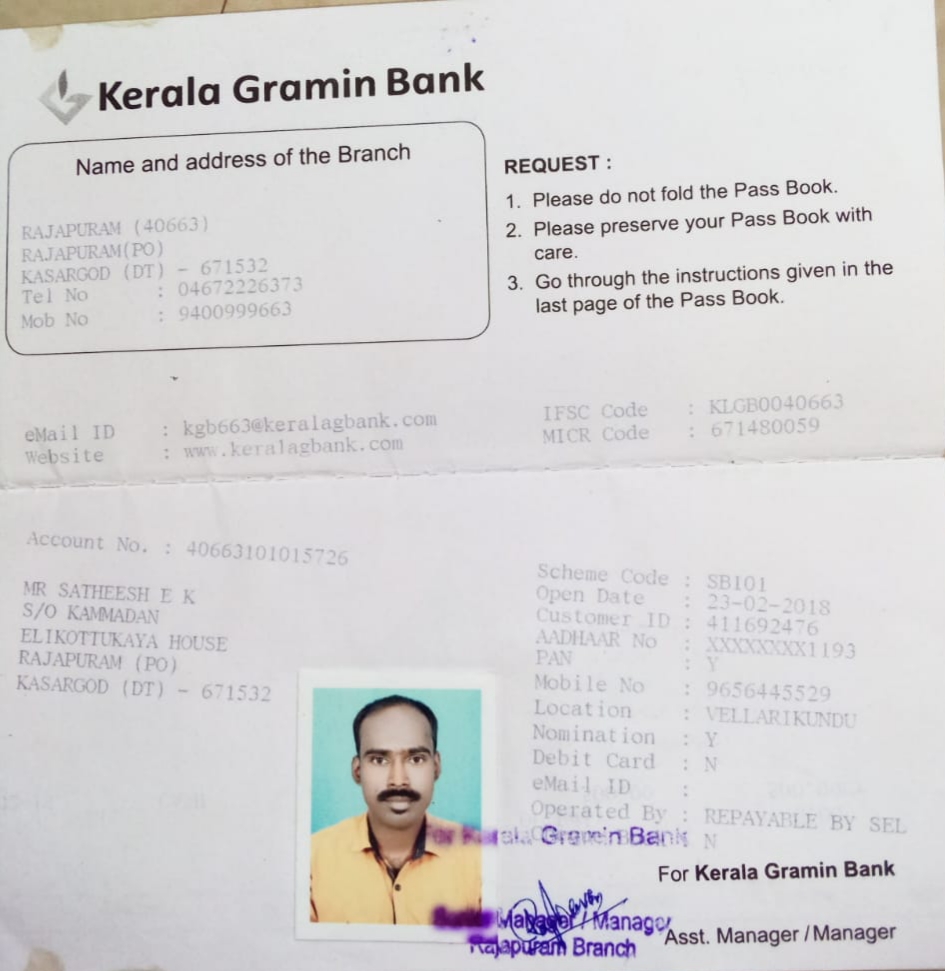 Kerala Gramin Bank
Name and address of the Branch
RAJAPURAM (40663)
RAJAPURAM(PO)
KASARGOD (DT) - 671532
Tel No : 04672226373
Mob No : 9400999663
REQUEST :
1. Please do not fold the Pass Book.
2. Please preserve your Pass Book with
care.
3. Go through the instructions given in the
last page of the Pass Book.
eMail ID : kgb663@keralagbank.com
Website : www.keralagbank.com
IFSC Code : KLGB0040663
MICR Code : 671480059
Account No. : 40663101015726
MR SATHEESH E K
S/O KAMMADAN
ELIKOTTUKAYA HOUSE
RAJAPURAM (PO)
KASARGOD (DT) - 671532
Scheme Code : SB101
Open Date : 23-02-2018
Customer ID : 411692476
AADHAAR No : XXXXXXXX1193
PAN : Y
Mobile No : 9656445529
Location : VELLARIKUNDU
Nomination : Y
Debit Card : N
eMail ID :
Operated By : REPAYABLE BY SEL
N
For Kerala Gramin Bank
For Kerala Gramin Bank
Manager / Manager
Rajapuram Branch
Asst. Manager / Manager